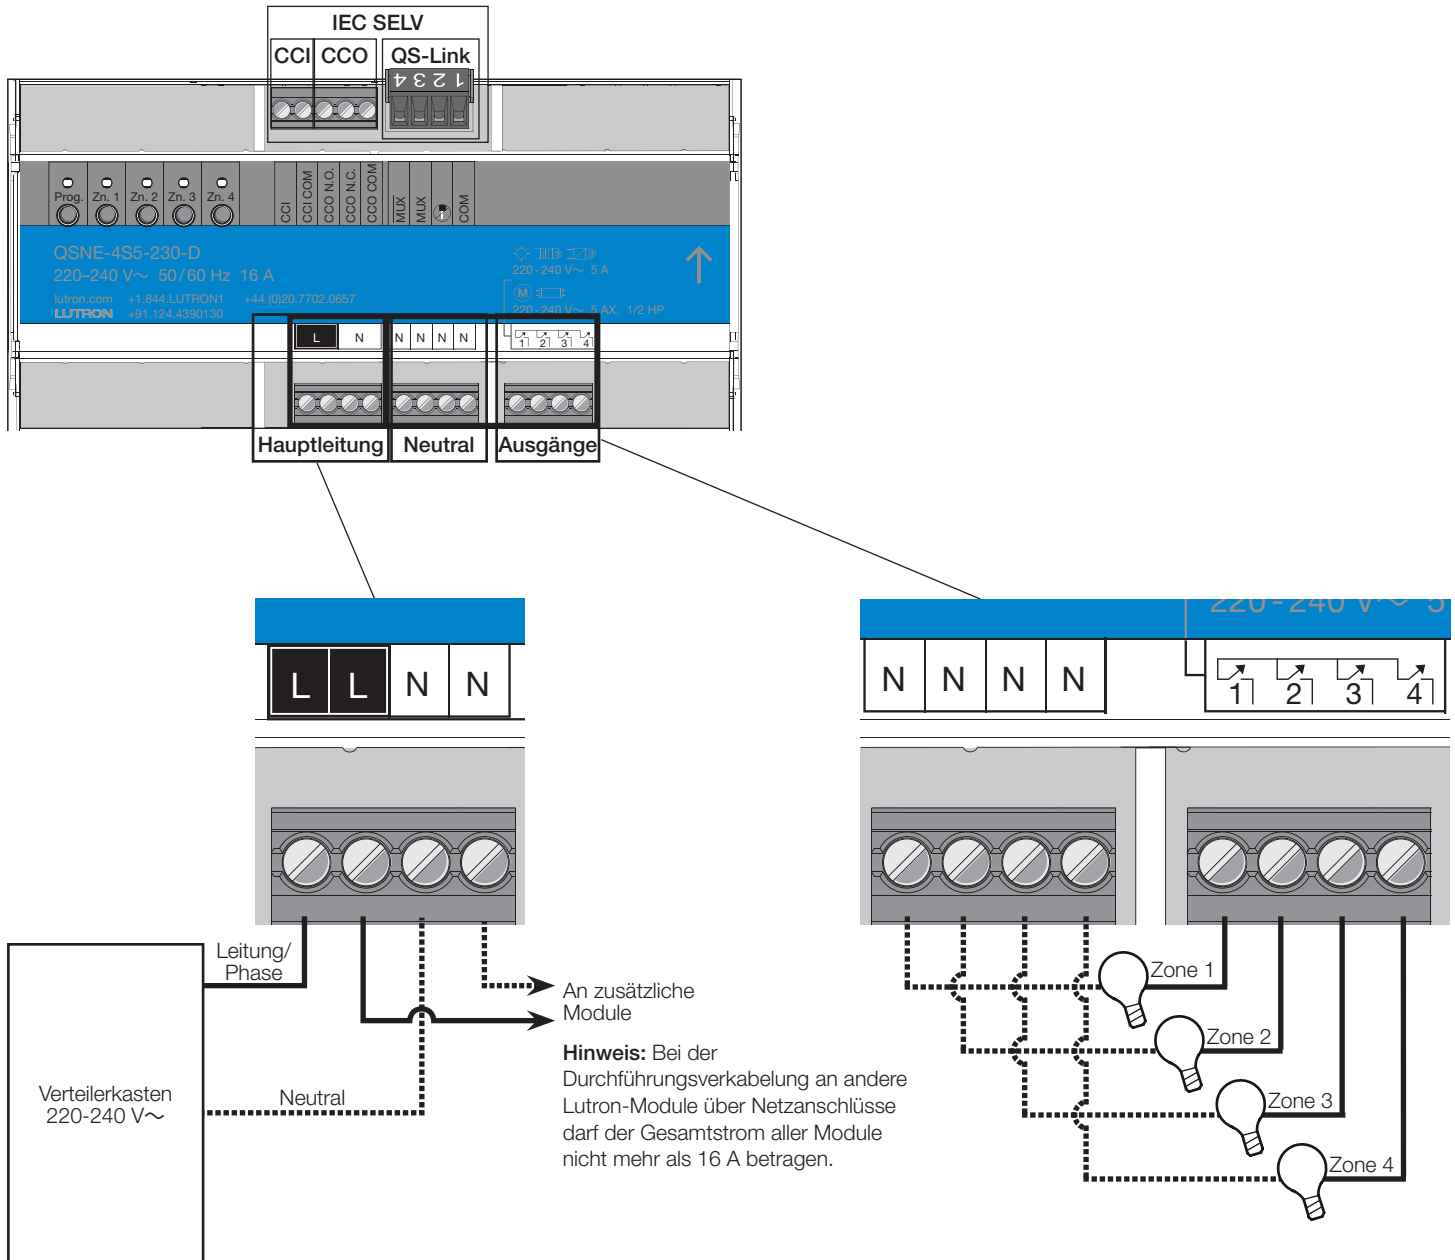 IEC SELV
CCI CCO QS-Link
1 2 3 4
Prog. Zn. 1 Zn. 2 Zn. 3 Zn. 4
CCI
CCI COM
CCO N.O.
CCO N.C.
CCO COM
MUX
MUX
COM
QSNE-4S5-230-D
220–240 V~ 50/60 Hz 16 A
lutron.com +1.844.LUTRON1 +44.(0)20.7702.0657
LUTRON +91.124.4390130
220-240 V~ 5 A
M
220-240 V~ 5 AX, 1/2 HP
L N N N N N 1 2 3 4
Hauptleitung Neutral Ausgänge
220-240 V~ 5
L L N N
N N N N 1 2 3 4
Leitung/
Phase
An zusätzliche
Module
Hinweis: Bei der
Durchführungsverkabelung an andere
Lutron-Module über Netzanschlüsse
darf der Gesamtstrom aller Module
nicht mehr als 16 A betragen.
Verteilerkasten
220-240 V~
Neutral
Zone 1
Zone 2
Zone 3
Zone 4